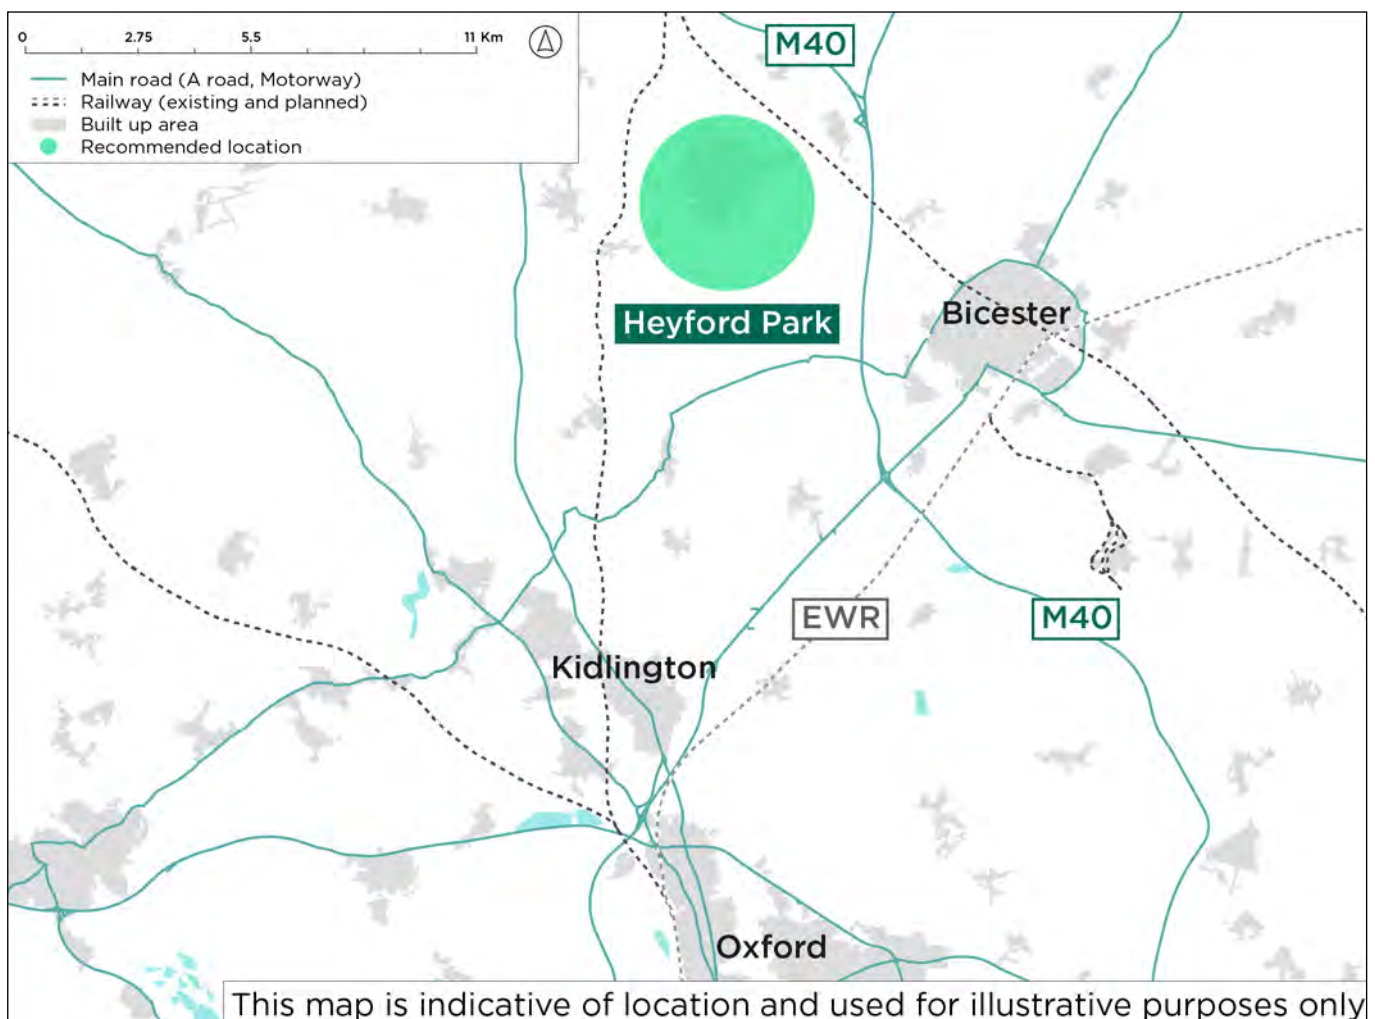 0 2.75 5.5 11 Km
Main road (A road, Motorway)
Railway (existing and planned)
Built up area
Recommended location
M40
Heyford Park
Bicester
EWR
M40
Kidlington
Oxford
This map is indicative of location and used for illustrative purposes only